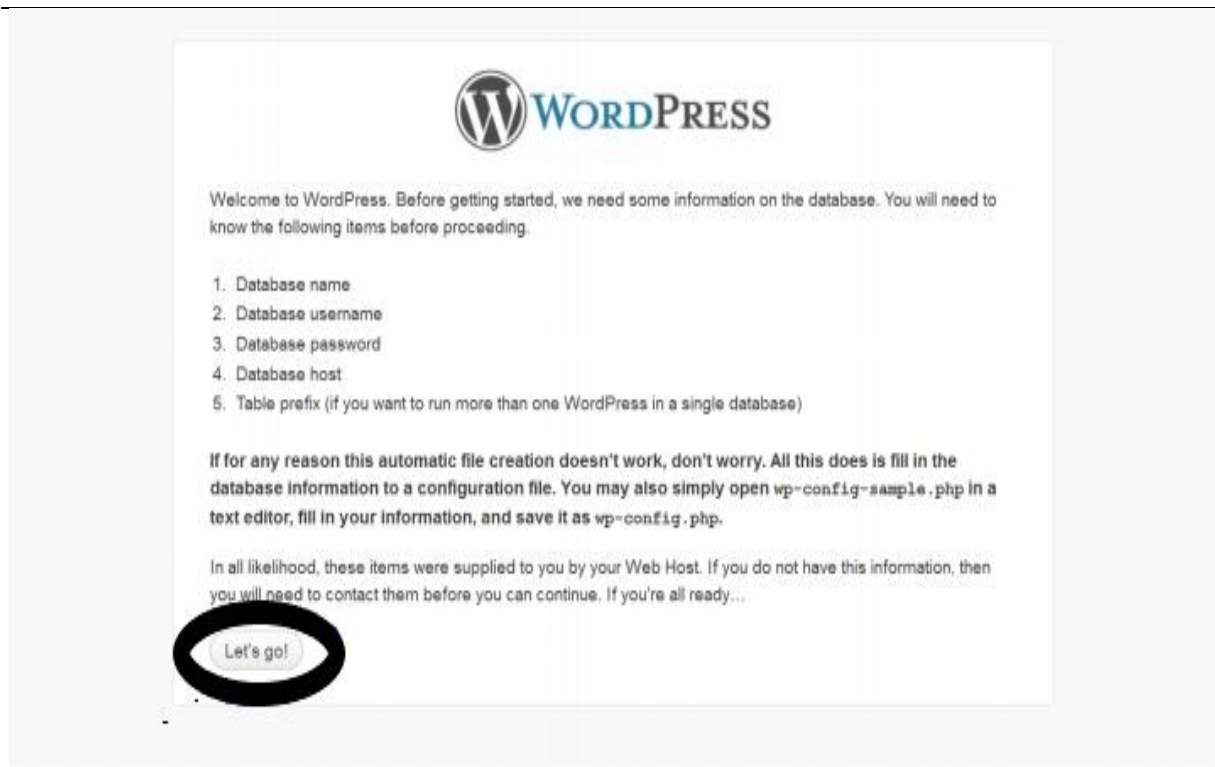 WORDPRESS
Welcome to WordPress. Before getting started, we need some information on the database. You will need to
know the following items before proceeding.
1. Database name
2. Database username
3. Database password
4. Database host
5. Table prefix (if you want to run more than one WordPress in a single database)
If for any reason this automatic file creation doesn't work, don't worry. All this does is fill in the
database information to a configuration file. You may also simply open wp-config-sample.php in a
text editor, fill in your information, and save it as wp-config.php.
In all likelihood, these items were supplied to you by your Web Host. If you do not have this information, then
you will need to contact them before you can continue. If you're all ready...
Let's go!